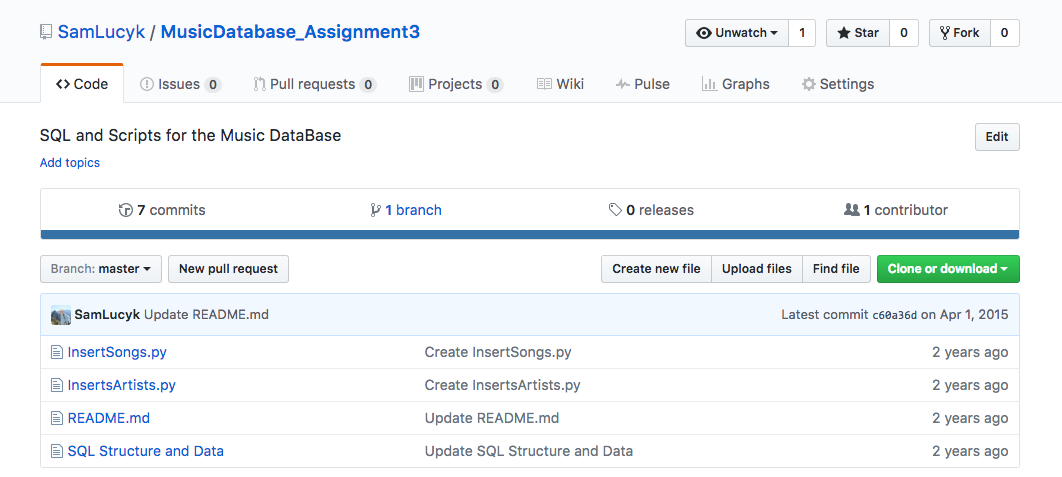 SamLucyk / MusicDatabase_Assignment3 Unwatch 1 Star 0 Fork 0
Code Issues 0 Pull requests 0 Projects 0 Wiki Pulse Graphs Settings
SQL and Scripts for the Music DataBase Edit
Add topics
7 commits 1 branch 0 releases 1 contributor
Branch: master New pull request Create new file Upload files Find file Clone or download
SamLucyk Update README.md Latest commit c60a36d on Apr 1, 2015
InsertSongs.py Create InsertSongs.py 2 years ago
InsertsArtists.py Create InsertsArtists.py 2 years ago
README.md Update README.md 2 years ago
SQL Structure and Data Update SQL Structure and Data 2 years ago